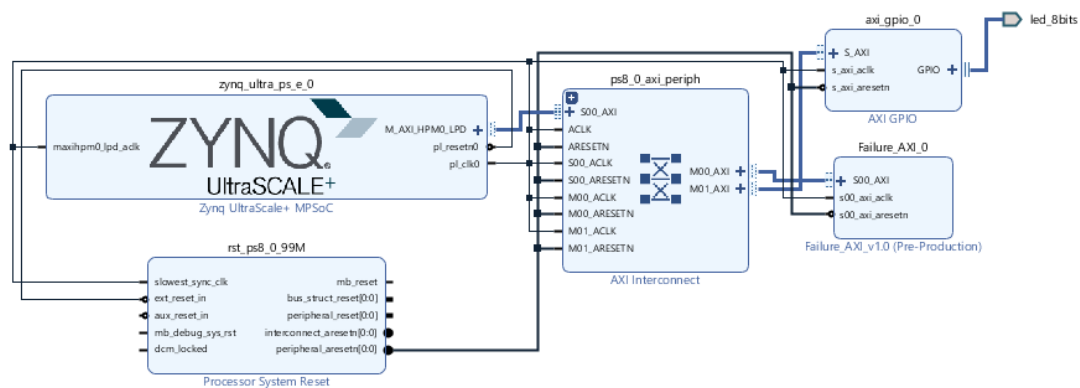 axi_gpio_0
led_8bits
S_AXI
s_axi_aclk
s_axi_aresetn
GPIO
AXI GPIO
zynq_ultra_ps_e_0
maxihpm0_lpd_aclk
ZYNQ
UltraSCALE+
M_AXI_HPM0_LPD
pl_resetn0
pl_clk0
Zynq UltraScale+ MPSoC
ps8_0_axi_periph
S00_AXI
ACLK
ARESETN
S00_ACLK
S00_ARESETN
M00_ACLK
M00_ARESETN
M01_ACLK
M01_ARESETN
M00_AXI
M01_AXI
AXI Interconnect
Failure_AXI_0
S00_AXI
s00_axi_aclk
s00_axi_aresetn
Failure_AXI_v1.0 (Pre-Production)
rst_ps8_0_99M
slowest_sync_clk
ext_reset_in
aux_reset_in
mb_debug_sys_rst
dcm_locked
mb_reset
bus_struct_reset[0:0]
peripheral_reset[0:0]
interconnect_aresetn[0:0]
peripheral_aresetn[0:0]
Processor System Reset